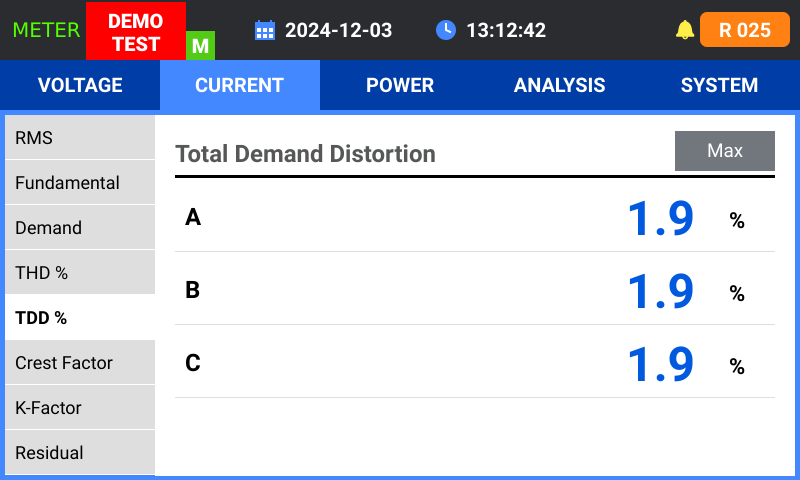 METER
DEMO
TEST
M
2024-12-03
13:12:42
R 025
VOLTAGE
CURRENT
POWER
ANALYSIS
SYSTEM
RMS
Fundamental
Demand
THD %
TDD %
Crest Factor
K-Factor
Residual
Total Demand Distortion
Max
A 1.9 %
B 1.9 %
C 1.9 %